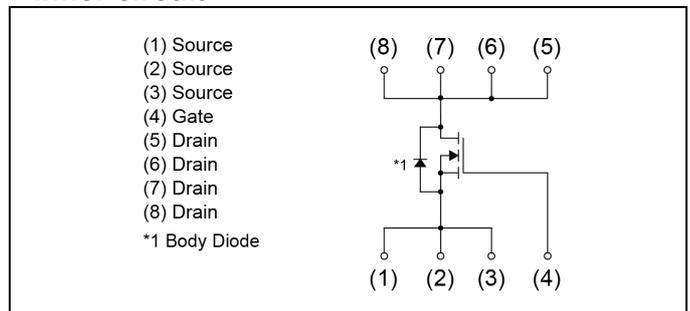 (1) Source
(2) Source
(3) Source
(4) Gate
(5) Drain
(6) Drain
(7) Drain
(8) Drain
*1 Body Diode
(8) (7) (6) (5)
*1
(1) (2) (3) (4)